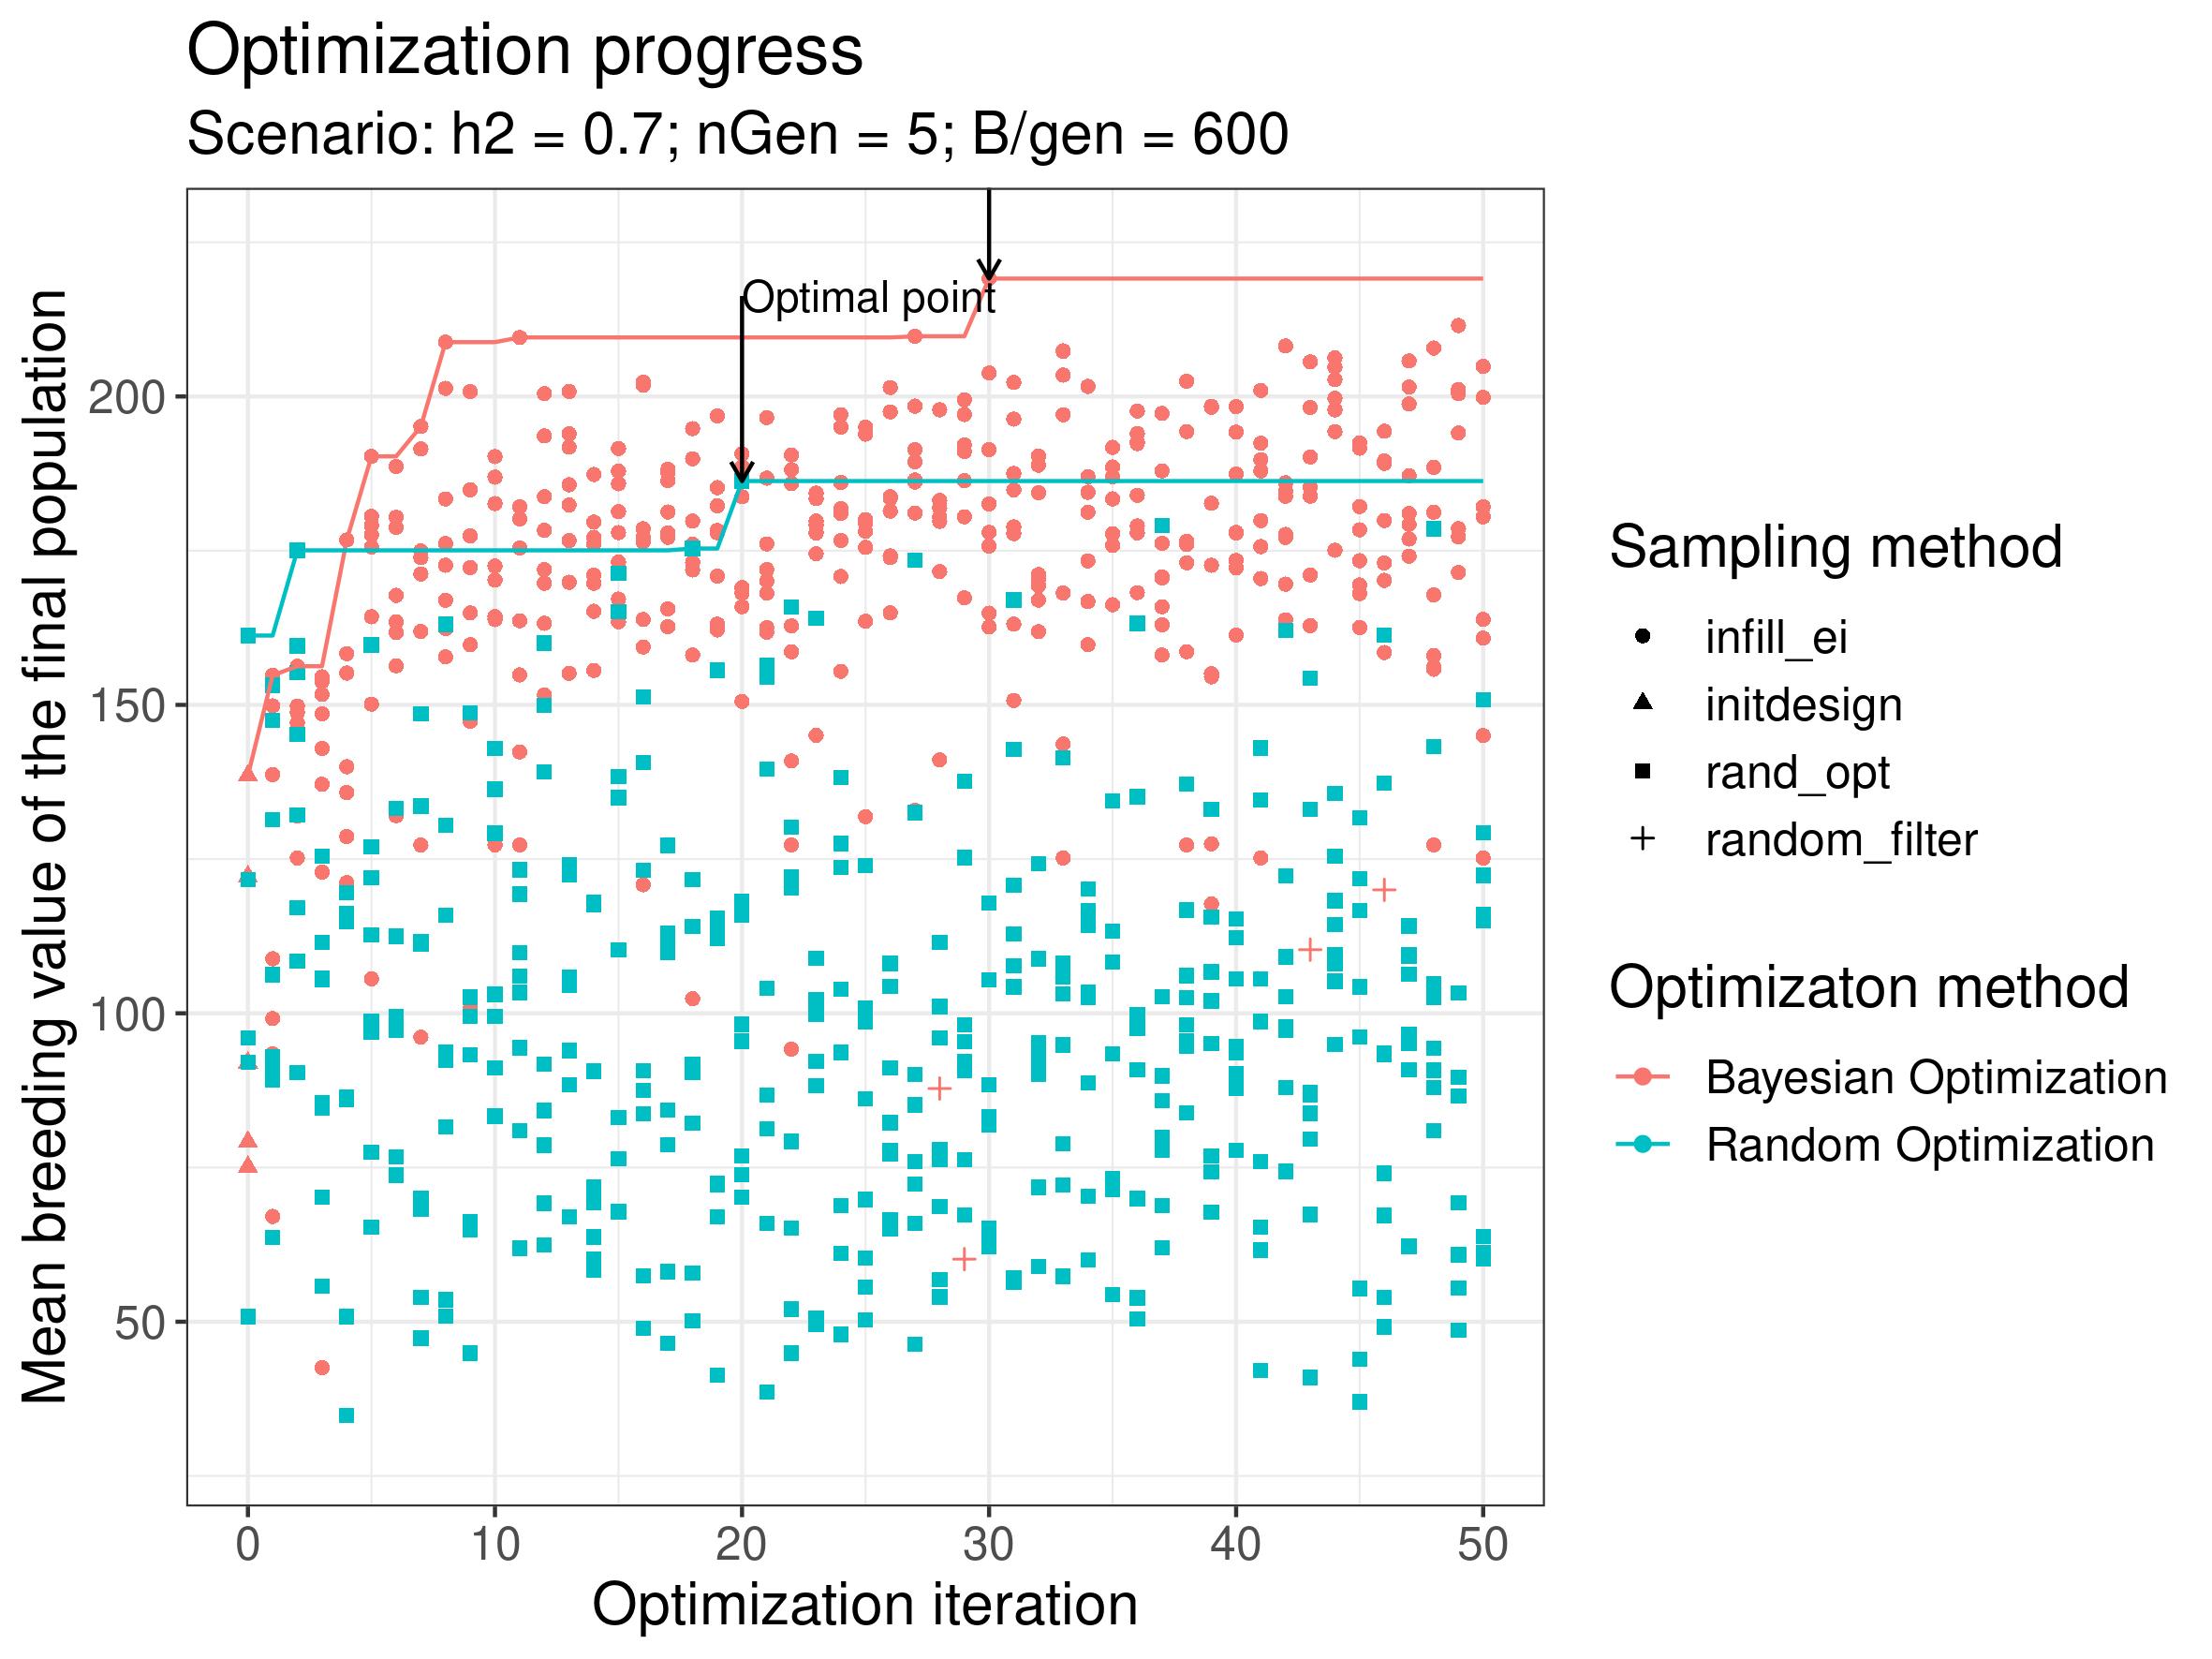 Optimization progress
Scenario: h2 = 0.7; nGen = 5; B/gen = 600
Mean breeding value of the final population
200
150
100
50
Optimal point
0 10 20 30 40 50
Optimization iteration
Sampling method
infill_ei
initdesign
rand_opt
random_filter
Optimizaton method
Bayesian Optimization
Random Optimization